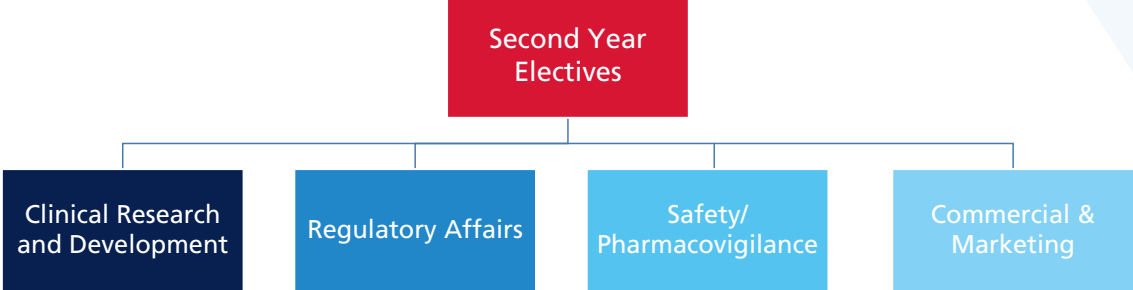 Second Year
Electives
Clinical Research
and Development
Regulatory Affairs
Safety/
Pharmacovigilance
Commercial &
Marketing